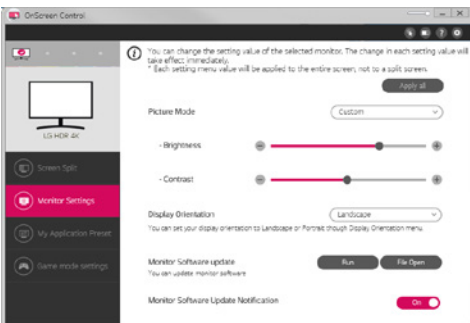 OnScreen Control
You can change the setting value of the selected monitor. The change in each setting value will
take effect immediately.
* Each setting menu value will be applied to the entire screen, not to a split screen.
Apply all
Picture Mode
Custom
LG HDR 4K
- Brightness
- Contrast
Screen Split
Monitor Settings
My Application Preset
Game mode settings
Display Orientation
Landscape
You can set your display orientation to Landscape or Portrait though Display Orientation menu
Monitor Software update
Run
File Open
You can update monitor software
Monitor Software Update Notification
On